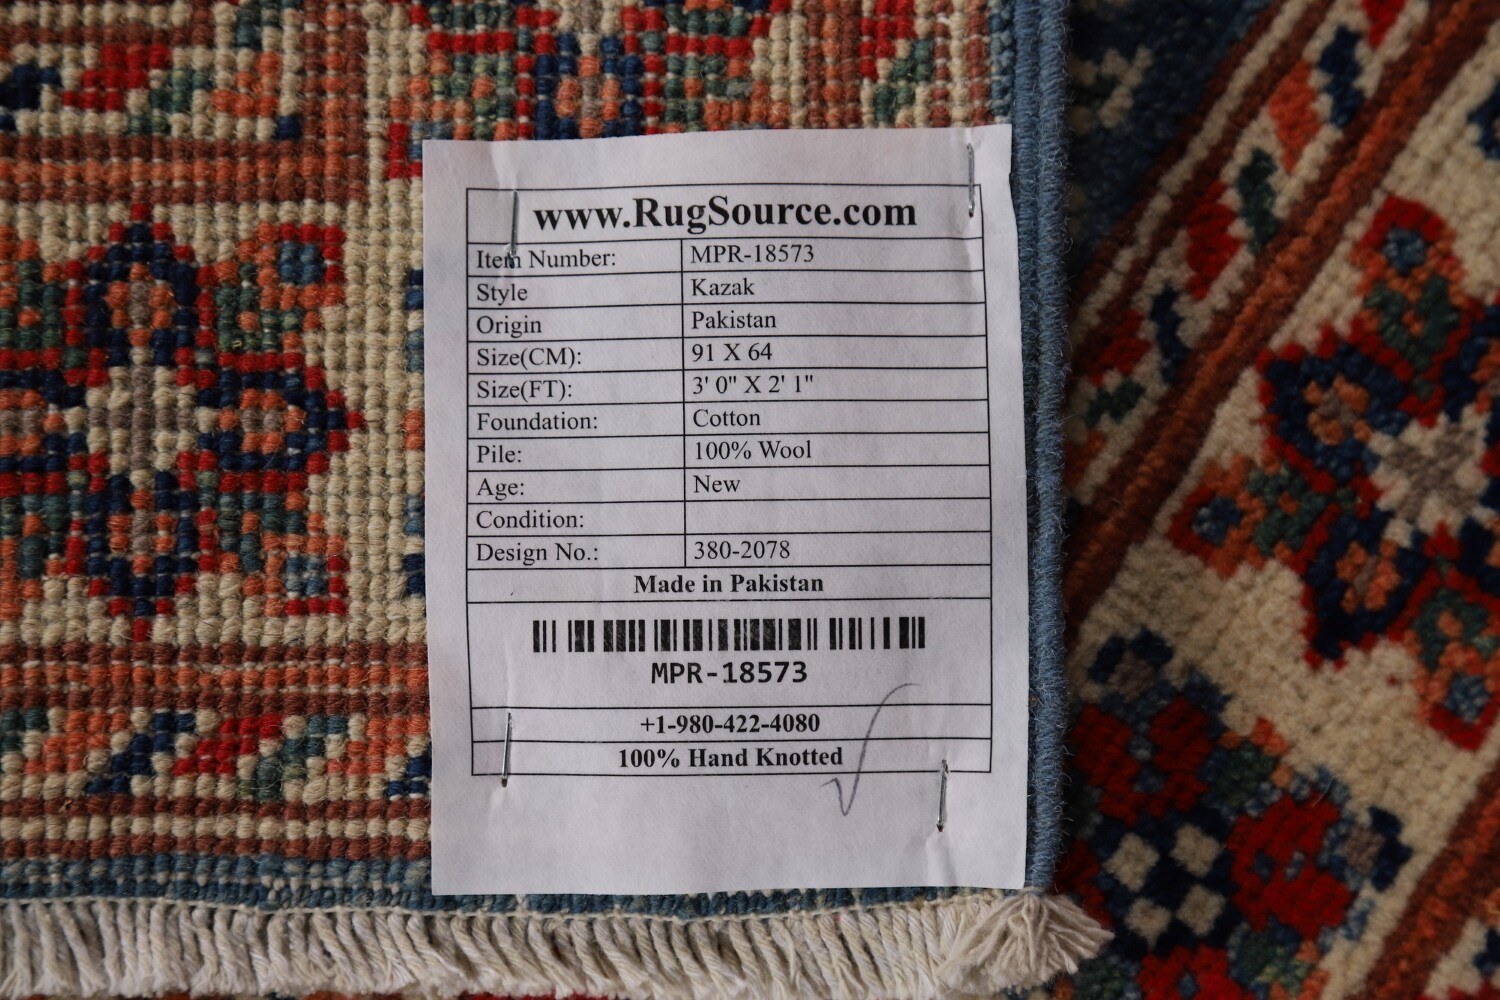 www.RugSource.com
Item Number: MPR-18573
Style Kazak
Origin Pakistan
Size(CM): 91 X 64
Size(FT): 3' 0" X 2' 1"
Foundation: Cotton
Pile: 100% Wool
Age: New
Condition:
Design No.: 380-2078
Made in Pakistan
MPR-18573
+1-980-422-4080
100% Hand Knotted